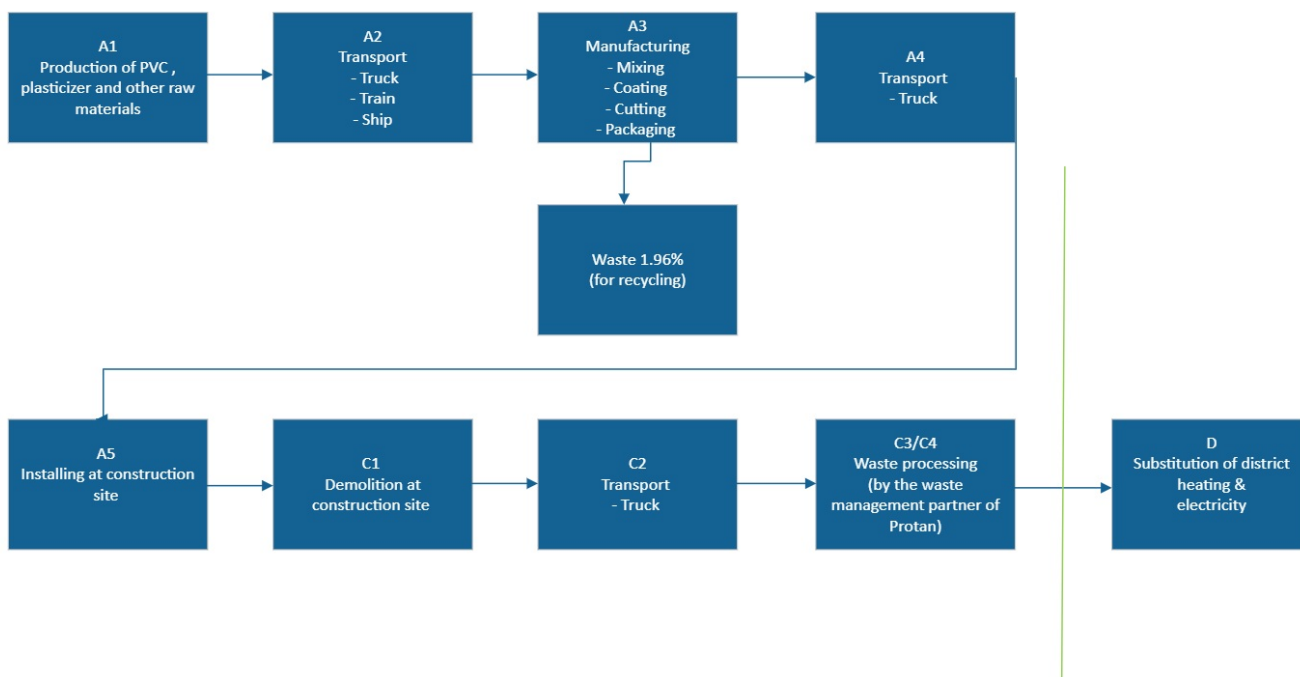 A1
Production of PVC ,
plasticizer and other raw
materials
A2
Transport
- Truck
- Train
- Ship
A3
Manufacturing
- Mixing
- Coating
- Cutting
- Packaging
A4
Transport
- Truck
Waste 1.96%
(for recycling)
A5
Installing at construction
site
C1
Demolition at
construction site
C2
Transport
- Truck
C3/C4
Waste processing
(by the waste
management partner of
Protan)
D
Substitution of district
heating &
electricity